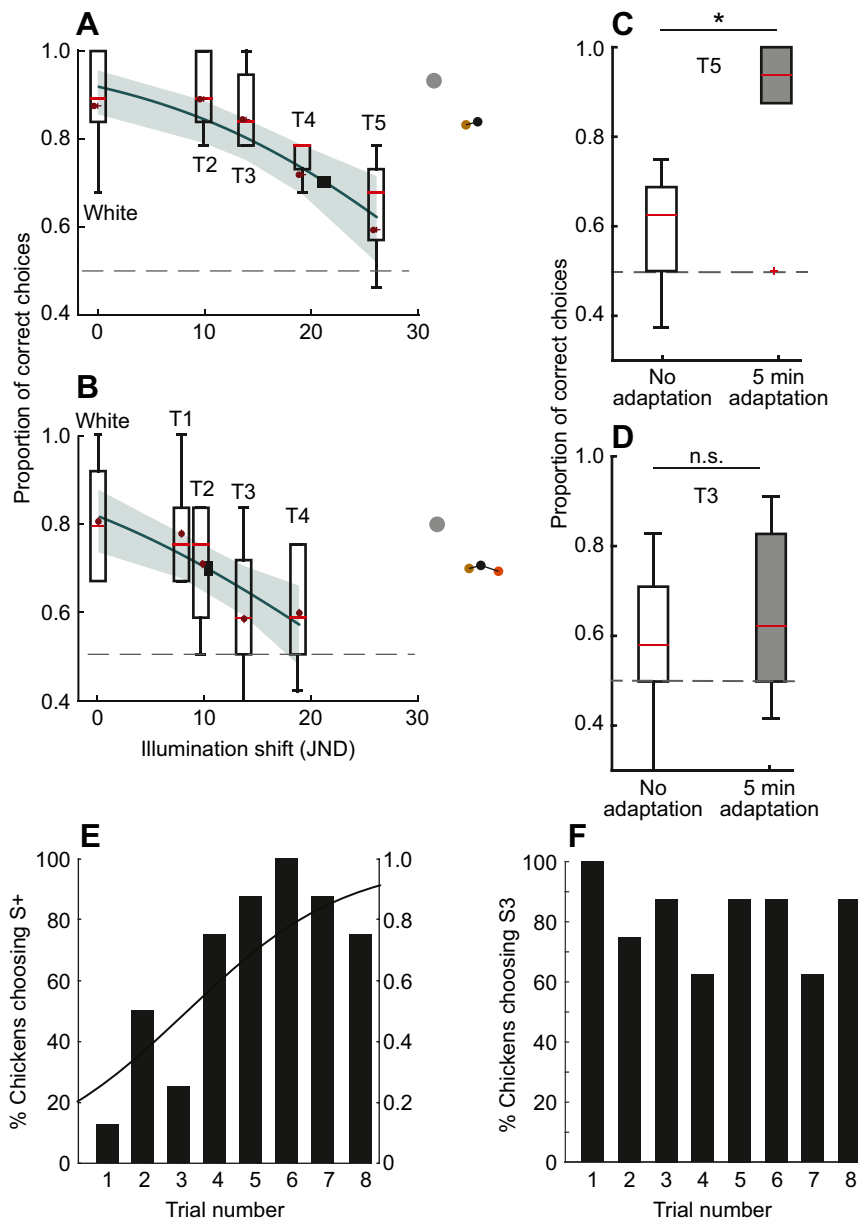 A
Proportion of correct choices
1.0
0.8
0.6
0.4
0
10
20
30
White
T2
T3
T4
T5
B
1.0
0.8
0.6
0.4
0
10
20
30
White
T1
T2
T3
T4
Illumination shift (JND)
C
Proportion of correct choices
*
T5
1.0
0.8
0.6
0.4
No
adaptation
5 min
adaptation
D
n.s.
T3
1.0
0.8
0.6
0.4
No
adaptation
5 min
adaptation
E
% Chickens choosing S+
100
80
60
40
20
0
1.0
0.8
0.6
0.4
0.2
0
1 2 3 4 5 6 7 8
Trial number
F
% Chickens choosing S3
100
80
60
40
20
0
1 2 3 4 5 6 7 8
Trial number